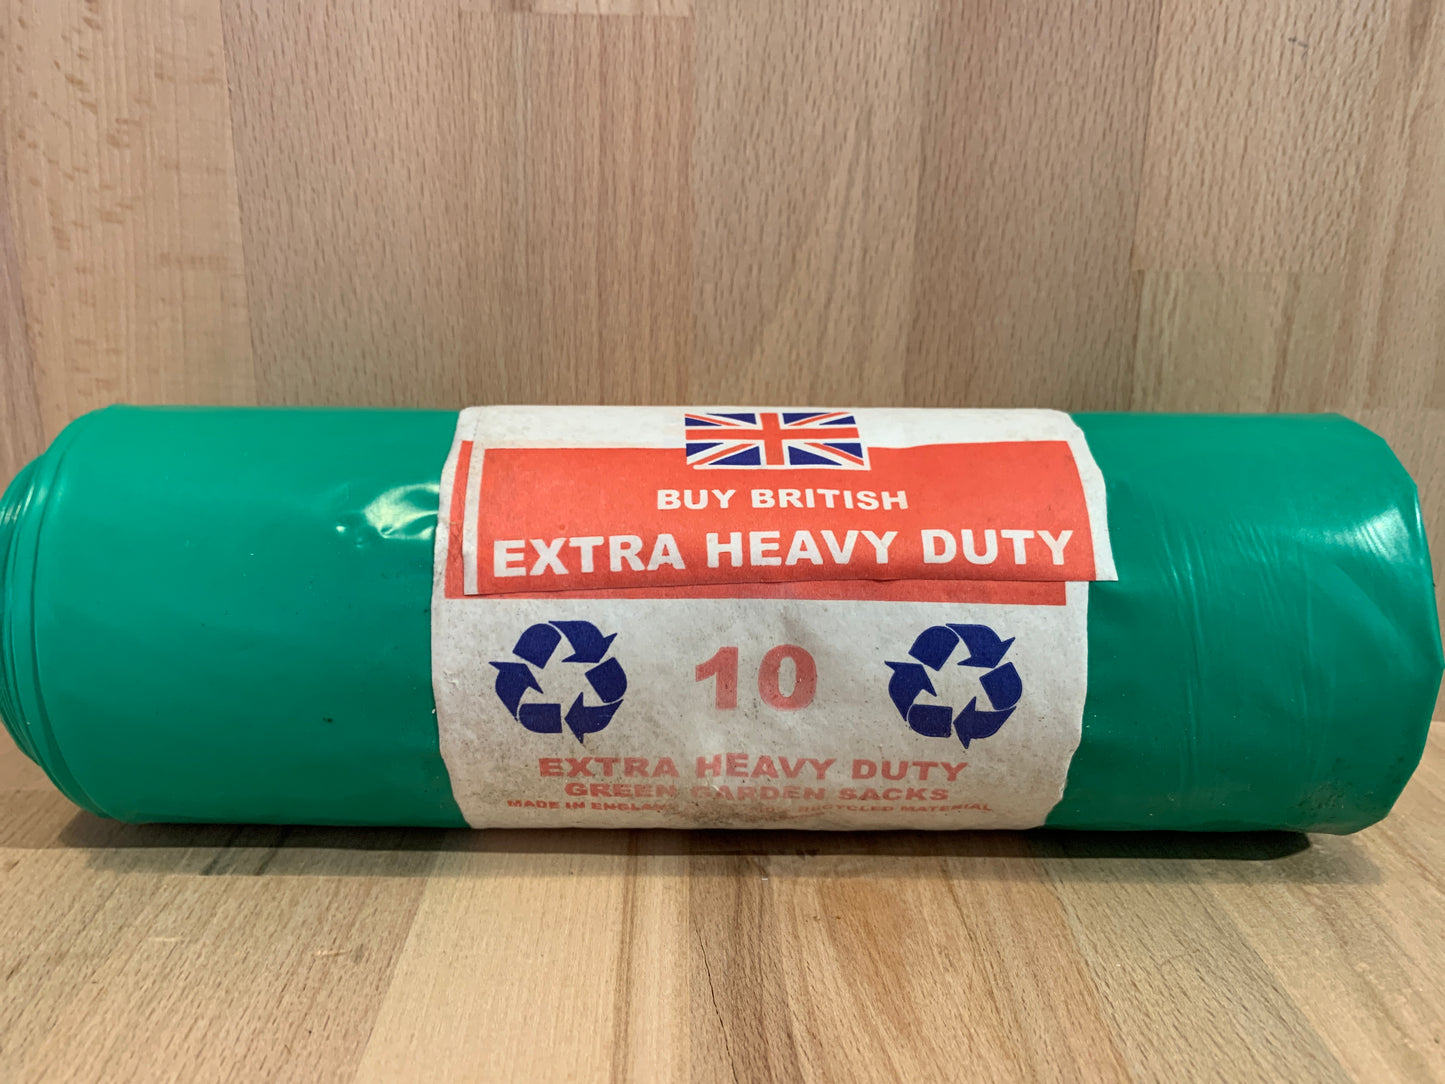 BUY BRITISH
EXTRA HEAVY DUTY
10
EXTRA HEAVY DUTY
GREEN GARDEN SACKS
MADE IN ENGLAND RECYCLED MATERIAL